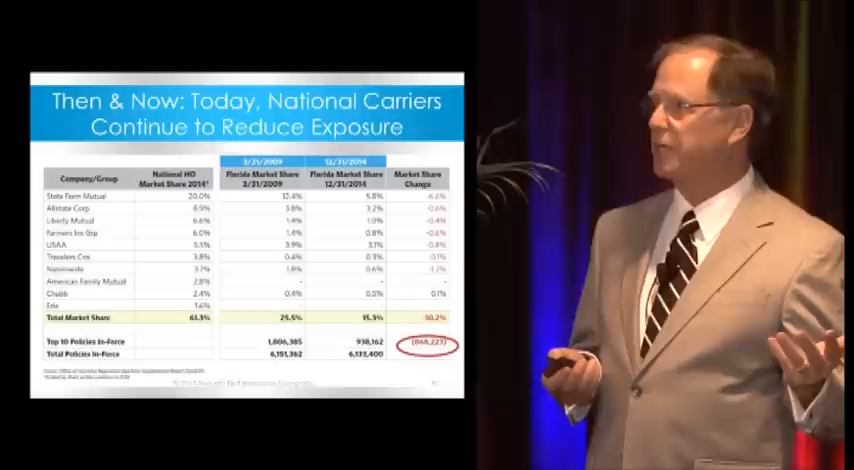 Then & Now: Today, National Carriers
Continue to Reduce Exposure
3/31/2009 12/31/2014
Company/Group National HO Market Share 2014* Florida Market Share 3/31/2009 Florida Market Share 12/31/2014 Market Share Change
State Farm Mutual 20.0% 12.4% 5.8% -6.6%
Allstate Corp 8.9% 3.8% 3.2% -0.6%
Liberty Mutual 6.6% 1.4% 1.0% -0.4%
Farmers Ins Grp 6.0% 1.4% 0.8% -0.6%
USAA 5.5% 3.9% 3.1% -0.8%
Travelers Cos 3.8% 0.4% 0.3% -0.1%
Nationwide 3.7% 1.8% 0.6% -1.2%
American Family Mutual 2.8% - - -
Chubb 2.4% 0.4% 0.5% 0.1%
Erie 1.6% - - -
Total Market Share 61.3% 25.5% 15.3% -10.2%
Top 10 Policies In-Force 1,806,385 938,162 (868,223)
Total Policies In-Force 6,151,362 6,133,400